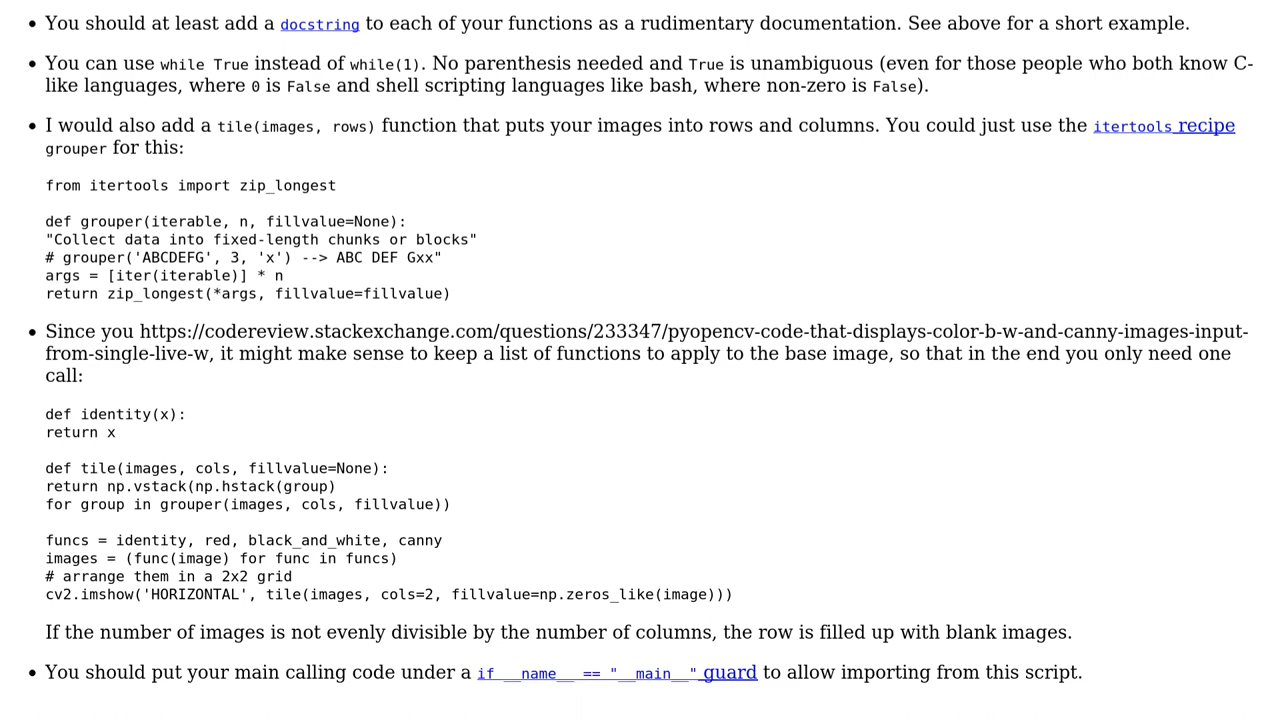 You should at least add a docstring to each of your functions as a rudimentary documentation. See above for a short example.
You can use while True instead of while(1). No parenthesis needed and True is unambiguous (even for those people who both know C-
like languages, where 0 is False and shell scripting languages like bash, where non-zero is False).
I would also add a tile(images, rows) function that puts your images into rows and columns. You could just use the itertools recipe
grouper for this:
from itertools import zip_longest
def grouper(iterable, n, fillvalue=None):
"Collect data into fixed-length chunks or blocks"
# grouper('ABCDEFG', 3, 'x') --> ABC DEF Gxx"
args = [iter(iterable)] * n
return zip_longest(*args, fillvalue=fillvalue)
Since you https://codereview.stackexchange.com/questions/233347/pyopencv-code-that-displays-color-b-w-and-canny-images-input-
from-single-live-w, it might make sense to keep a list of functions to apply to the base image, so that in the end you only need one
call:
def identity(x):
return x
def tile(images, cols, fillvalue=None):
return np.vstack(np.hstack(group)
for group in grouper(images, cols, fillvalue))
funcs = identity, red, black_and_white, canny
images = (func(image) for func in funcs)
# arrange them in a 2x2 grid
cv2.imshow('HORIZONTAL', tile(images, cols=2, fillvalue=np.zeros_like(image)))
If the number of images is not evenly divisible by the number of columns, the row is filled up with blank images.
You should put your main calling code under a if __name__ == "__main__" guard to allow importing from this script.